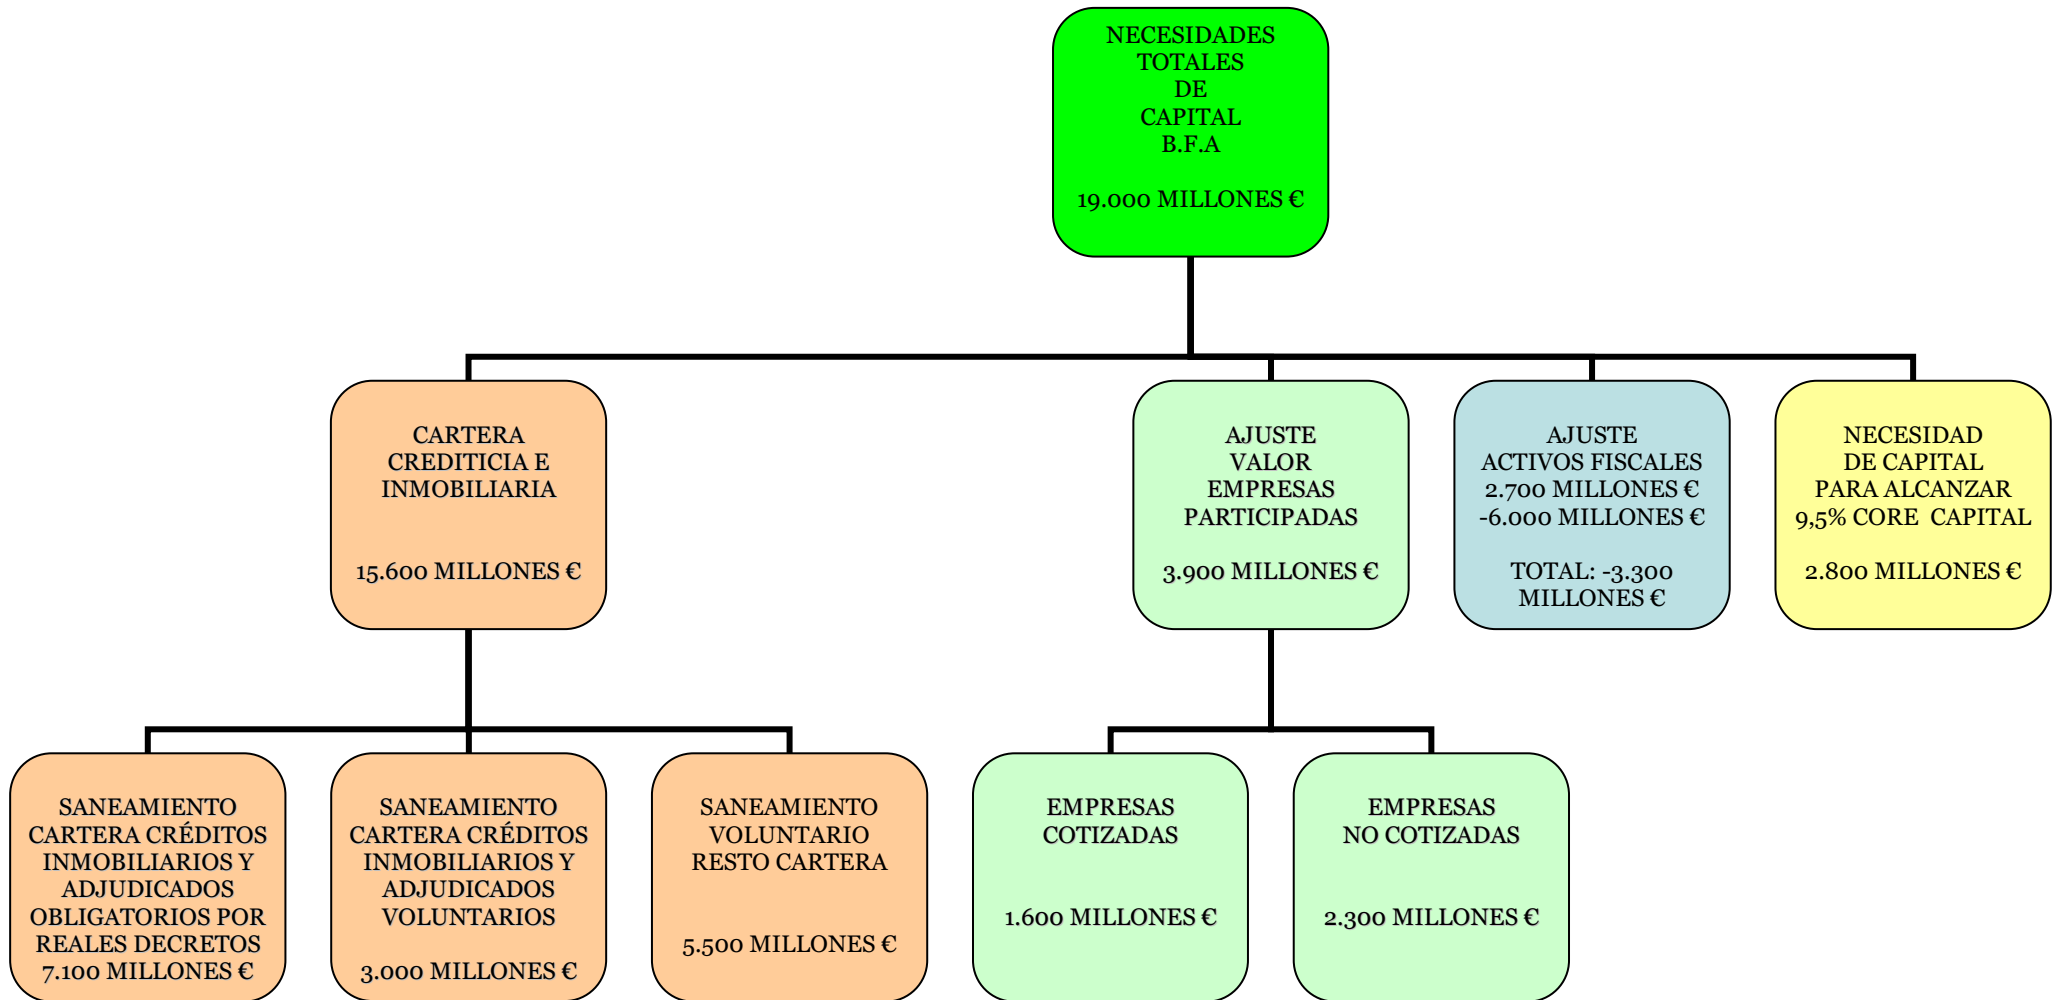 NECESIDADES
TOTALES
DE
CAPITAL
B.F.A
19.000 MILLONES €
CARTERA
CREDITICIA E
INMOBILIARIA
15.600 MILLONES €
AJUSTE
VALOR
EMPRESAS
PARTICIPADAS
3.900 MILLONES €
AJUSTE
ACTIVOS FISCALES
2.700 MILLONES €
-6.000 MILLONES €
TOTAL: -3.300
MILLONES €
NECESIDAD
DE CAPITAL
PARA ALCANZAR
9,5% CORE CAPITAL
2.800 MILLONES €
SANEAMIENTO
CARTERA CRÉDITOS
INMOBILIARIOS Y
ADJUDICADOS
OBLIGATORIOS POR
REALES DECRETOS
7.100 MILLONES €
SANEAMIENTO
CARTERA CRÉDITOS
INMOBILIARIOS Y
ADJUDICADOS
VOLUNTARIOS
3.000 MILLONES €
SANEAMIENTO
VOLUNTARIO
RESTO CARTERA
5.500 MILLONES €
EMPRESAS
COTIZADAS
1.600 MILLONES €
EMPRESAS
NO COTIZADAS
2.300 MILLONES €